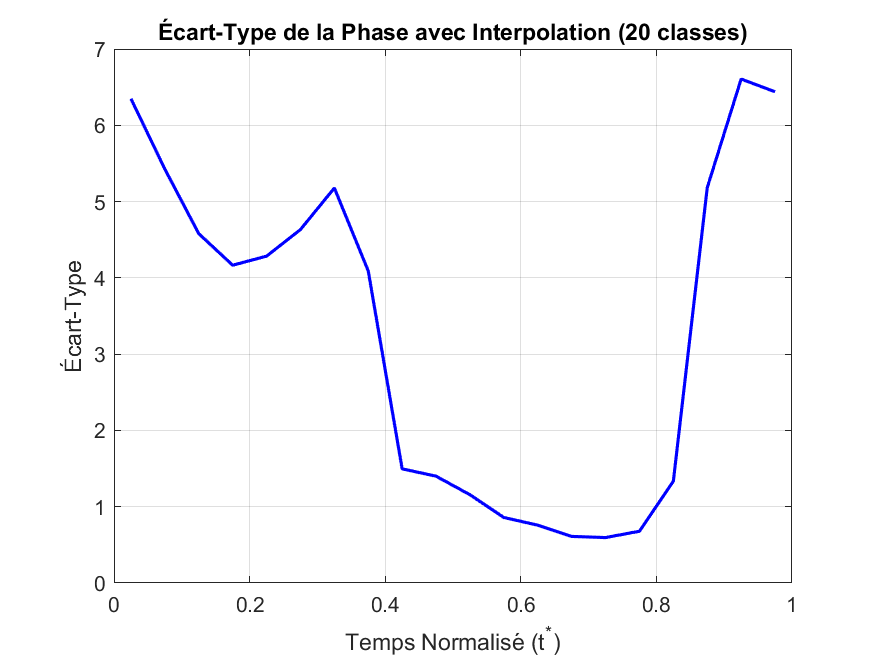 Écart-Type de la Phase avec Interpolation (20 classes)
7
6
5
4
3
2
1
0
Écart-Type
0 0.2 0.4 0.6 0.8 1
Temps Normalisé (t*)